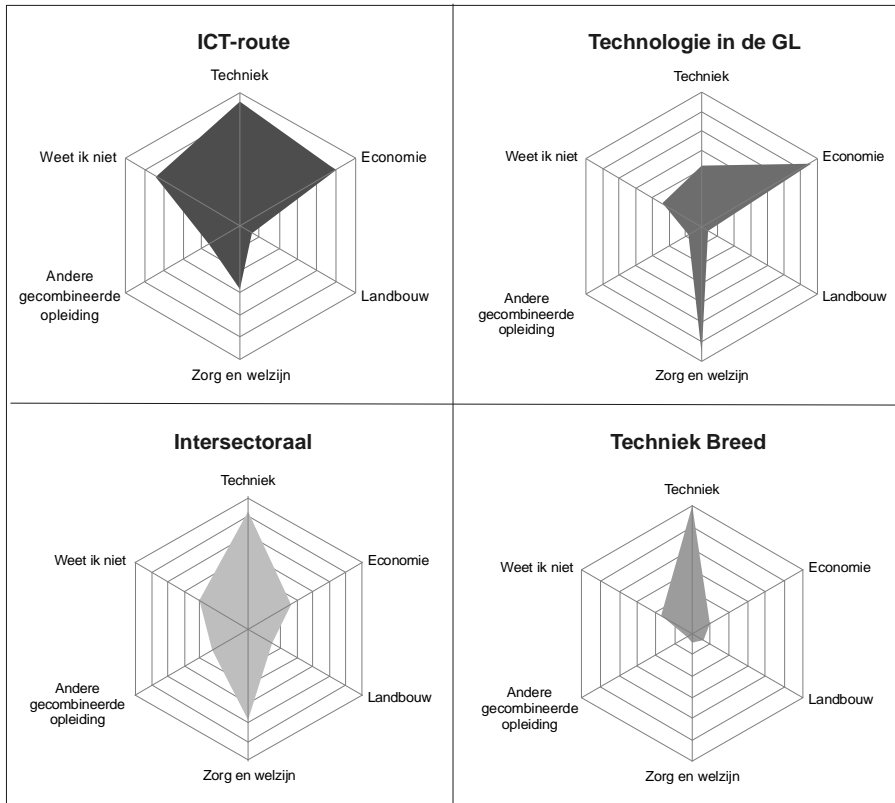 ICT-route
Techniek
Weet ik niet
Economie
Andere
gecombineerde
opleiding
Landbouw
Zorg en welzijn
Technologie in de GL
Techniek
Weet ik niet
Economie
Andere
gecombineerde
opleiding
Landbouw
Zorg en welzijn
Intersectoraal
Techniek
Weet ik niet
Economie
Andere
gecombineerde
opleiding
Landbouw
Zorg en welzijn
Techniek Breed
Techniek
Weet ik niet
Economie
Andere
gecombineerde
opleiding
Landbouw
Zorg en welzijn